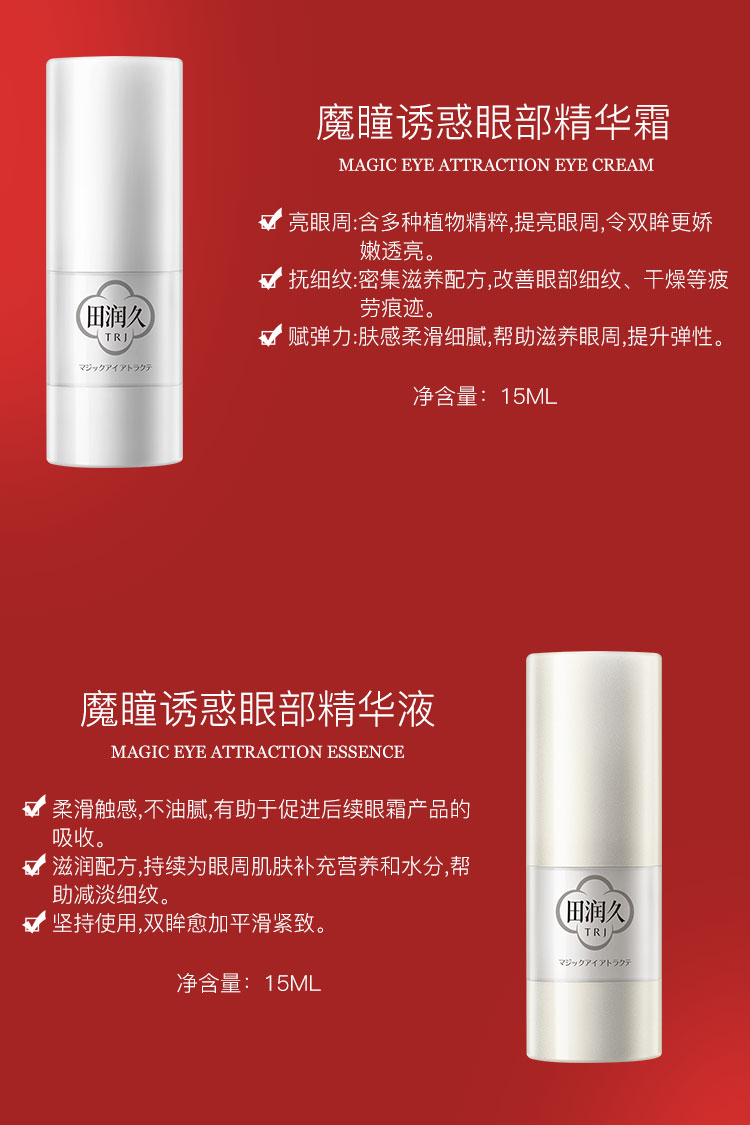 魔瞳诱惑眼部精华霜
MAGIC EYE ATTRACTION EYE CREAM
亮眼周:含多种植物精粹,提亮眼周,令双眸更娇
嫩透亮。
抚细纹:密集滋养配方,改善眼部细纹、干燥等疲
劳痕迹。
赋弹力:肤感柔滑细腻,帮助滋养眼周,提升弹性。
净含量：15ML
田润久
TRJ
マジックアイアトラクテ
魔瞳诱惑眼部精华液
MAGIC EYE ATTRACTION ESSENCE
柔滑触感,不油腻,有助于促进后续眼霜产品的
吸收。
滋润配方,持续为眼周肌肤补充营养和水分,帮
助减淡细纹。
坚持使用,双眸愈加平滑紧致。
净含量：15ML
田润久
TRJ
マジックアイアトラクテ